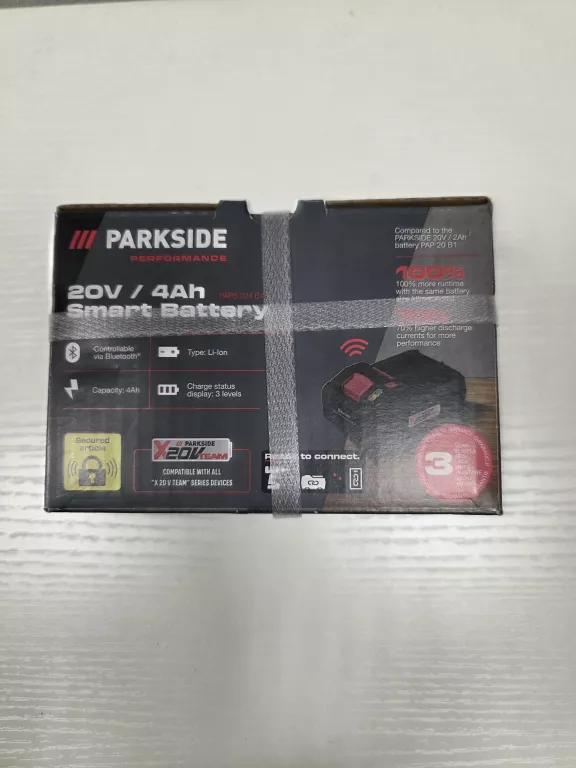 PARKSIDE
PERFORMANCE
20V / 4Ah
Smart Battery
Controllable
via Bluetooth®
Type: Li-Ion
Capacity: 4Ah
Charge status
display: 3 levels
Secured
article
PARKSIDE
X20V TEAM
COMPATIBLE WITH ALL
"X 20 V TEAM" SERIES DEVICES
Ready to connect.
Compared to the
PARKSIDE 20V / 2Ah
battery PAP 20 B1
100%
100% more runtime
with the same battery
70% higher discharge
currents for more
performance
3